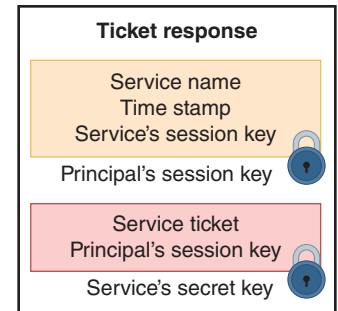 Ticket response
Service name
Time stamp
Service’s session key
Principal’s session key
Service ticket
Principal’s session key
Service’s secret key